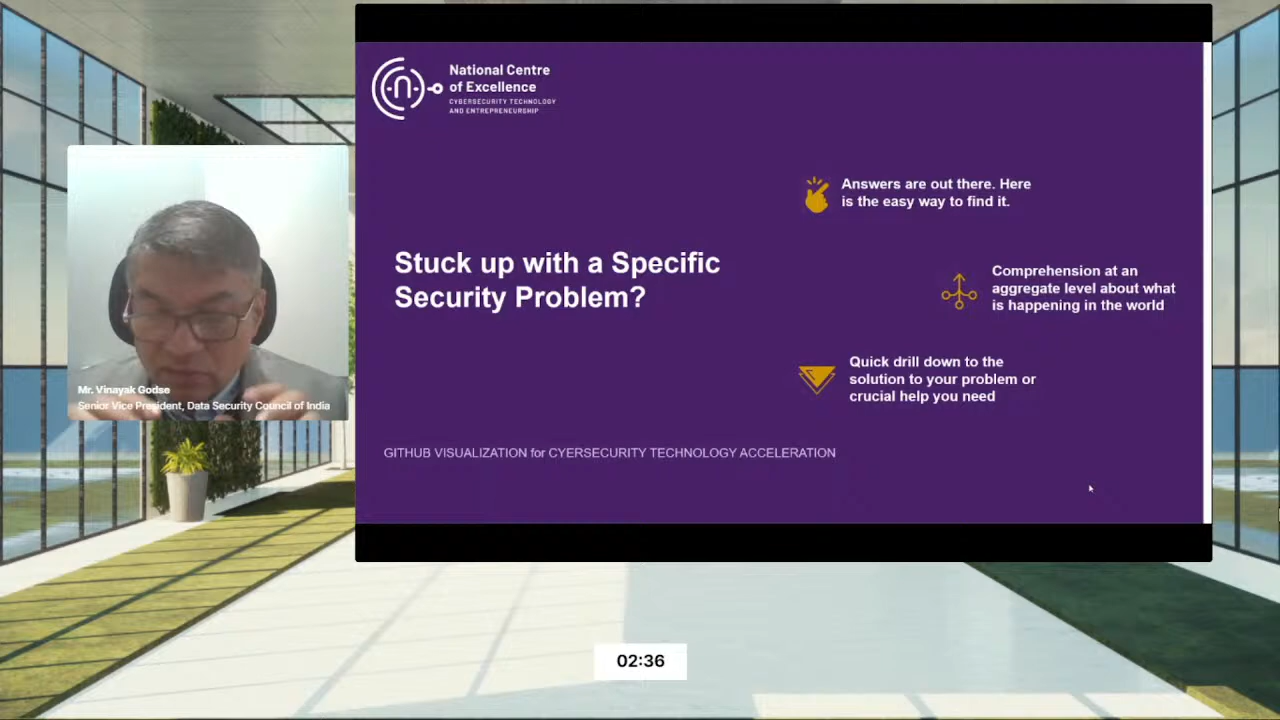 National Centre
of Excellence
CYBERSECURITY TECHNOLOGY
AND ENTREPRENEURSHIP
Answers are out there. Here
is the easy way to find it.
Stuck up with a Specific
Security Problem?
Comprehension at an
aggregate level about what
is happening in the world
Quick drill down to the
solution to your problem or
crucial help you need
GITHUB VISUALIZATION for CYERSECURITY TECHNOLOGY ACCELERATION
Mr. Vinayak Godse
Senior Vice President, Data Security Council of India
02:36